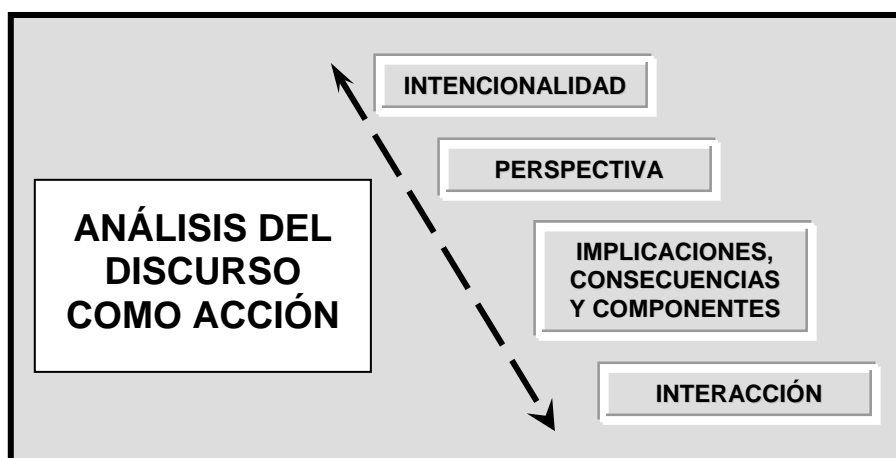 INTENCIONALIDAD
PERSPECTIVA
ANÁLISIS DEL
DISCURSO
COMO ACCIÓN
IMPLICACIONES,
CONSECUENCIAS
Y COMPONENTES
INTERACCIÓN